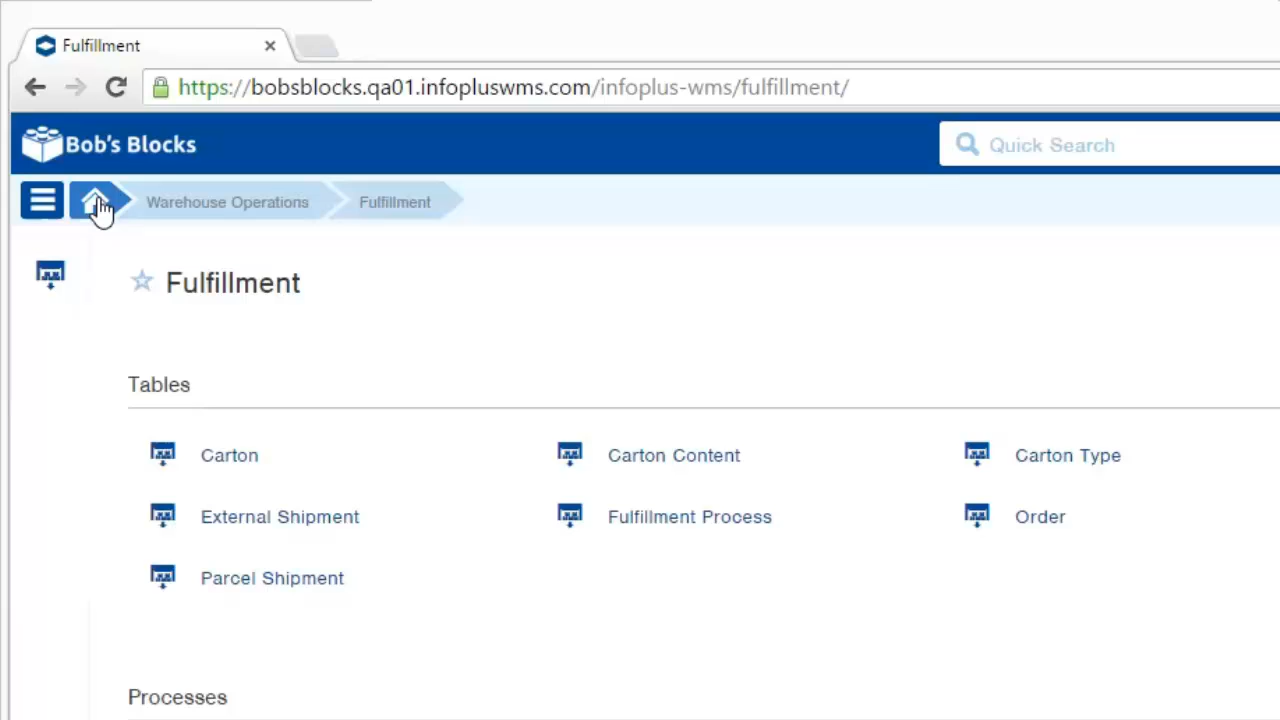 Fulfillment
https://bobsblocks.qa01.infopluswms.com/infoplus-wms/fulfillment/
Bob's Blocks
Quick Search
Warehouse Operations
Fulfillment
Fulfillment
Tables
Carton
Carton Content
Carton Type
External Shipment
Fulfillment Process
Order
Parcel Shipment
Processes